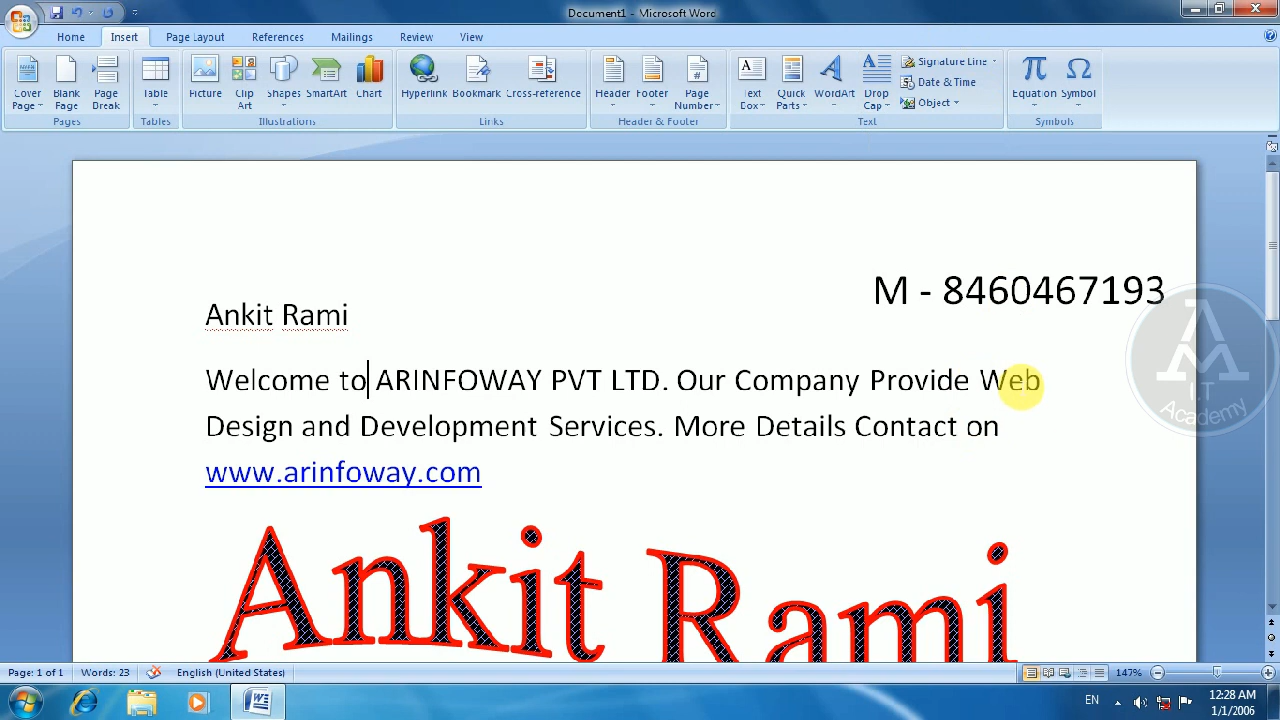 Document1 - Microsoft Word
Home Insert Page Layout References Mailings Review View
Cover Page Blank Page Page Break Table Picture Clip Art Shapes SmartArt Chart Hyperlink Bookmark Cross-reference Header Footer Page Number Text Box Quick Parts WordArt Drop Cap Signature Line Date & Time Object Equation Symbol
Pages Tables Illustrations Links Header & Footer Text Symbols
M - 8460467193
Ankit Rami
Welcome to ARINFOWAY PVT LTD. Our Company Provide Web
Design and Development Services. More Details Contact on
www.arinfoway.com
Ankit Rami
AM
I.T
Academy
Page: 1 of 1 Words: 23 English (United States) 147%
EN 12:28 AM
1/1/2006